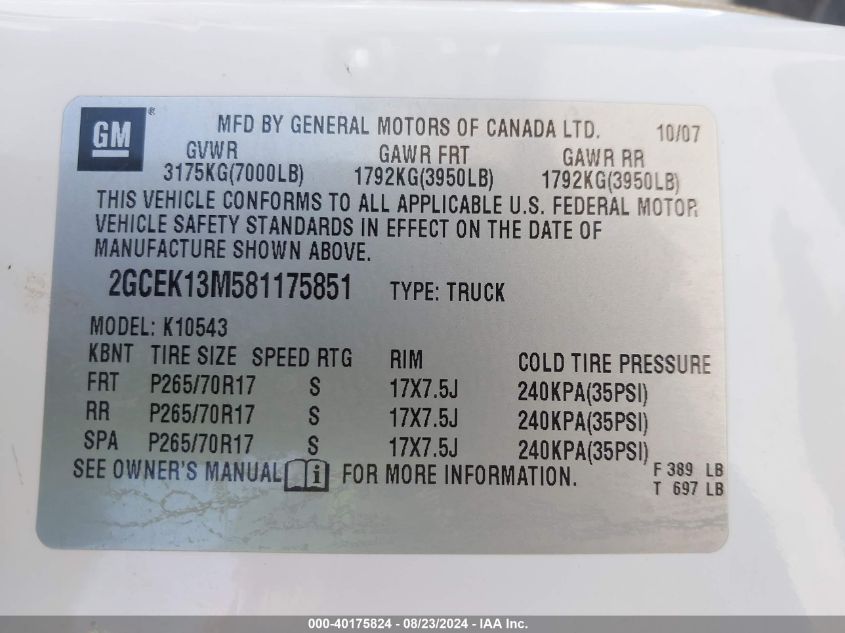 GM ® MFD BY GENERAL MOTORS OF CANADA LTD. 10/07
GVWR GAWR FRT GAWR RR
3175KG(7000LB) 1792KG(3950LB) 1792KG(3950LB)
THIS VEHICLE CONFORMS TO ALL APPLICABLE U.S. FEDERAL MOTOR
VEHICLE SAFETY STANDARDS IN EFFECT ON THE DATE OF
MANUFACTURE SHOWN ABOVE.
2GCEK13M581175851 TYPE: TRUCK
MODEL: K10543
KBNT TIRE SIZE SPEED RTG RIM COLD TIRE PRESSURE
FRT P265/70R17 S 17X7.5J 240KPA(35PSI)
RR P265/70R17 S 17X7.5J 240KPA(35PSI)
SPA P265/70R17 S 17X7.5J 240KPA(35PSI)
SEE OWNER'S MANUAL i FOR MORE INFORMATION. F 389 LB
T 697 LB
000-40175824 - 08/23/2024 - IAA Inc.